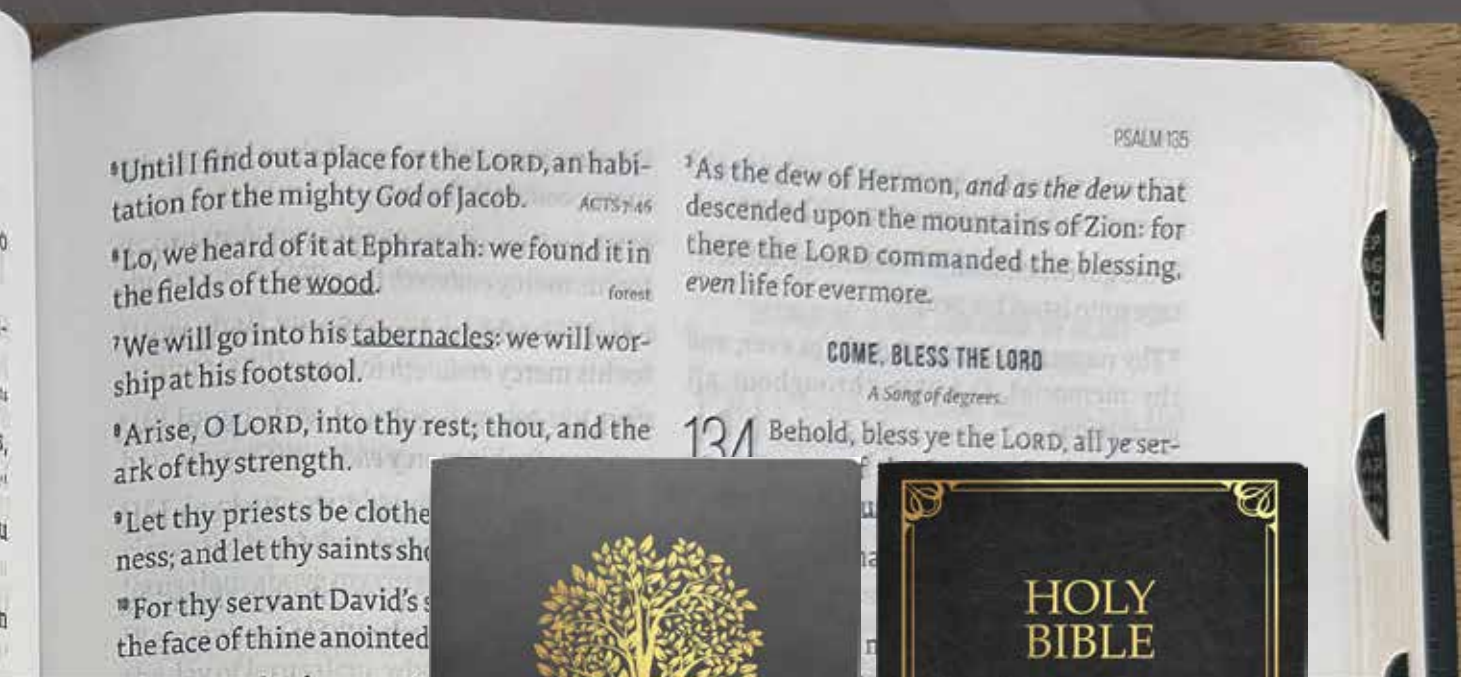 PSALM 135
⁵Until I find out a place for the LORD, an habi-
tation for the mighty God of Jacob. ACTS 7:46
⁶Lo, we heard of it at Ephratah: we found it in
the fields of the wood. forest
⁷We will go into his tabernacles: we will wor-
ship at his footstool.
⁸Arise, O LORD, into thy rest; thou, and the
ark of thy strength.
⁹Let thy priests be clothe
ness; and let thy saints sho
¹⁰For thy servant David's s
the face of thine anointed
³As the dew of Hermon, and as the dew that
descended upon the mountains of Zion: for
there the LORD commanded the blessing,
even life for evermore.
COME, BLESS THE LORD
A Song of degrees.
134 Behold, bless ye the LORD, all ye ser-
HOLY
BIBLE